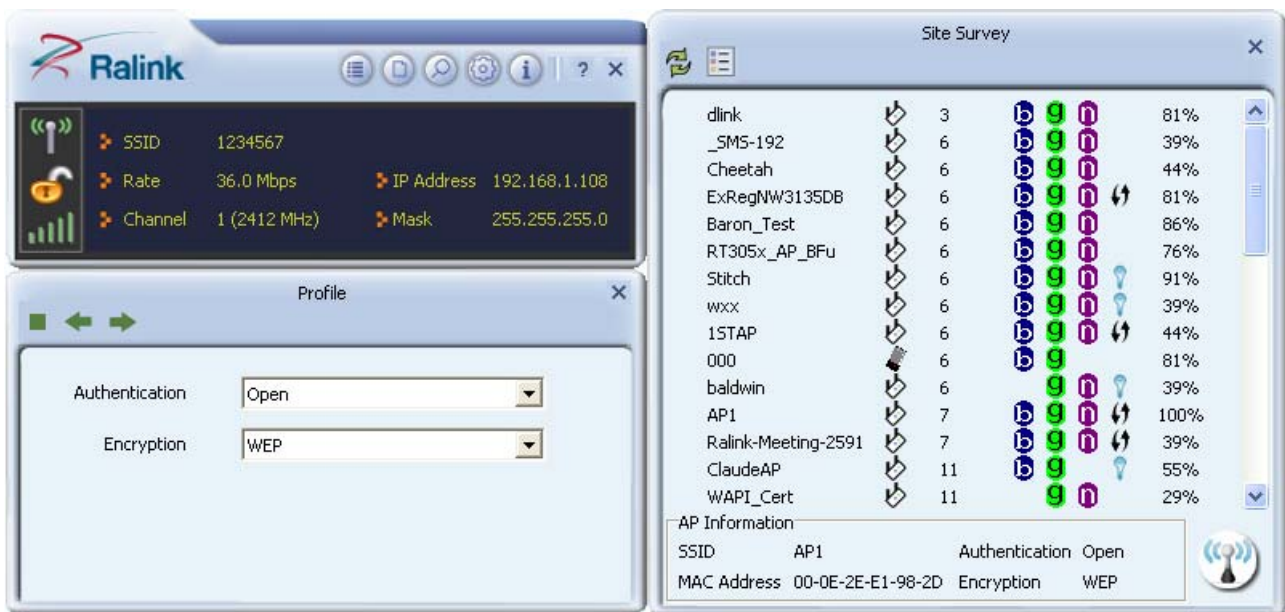 Ralink
? ×
SSID 1234567
Rate 36.0 Mbps IP Address 192.168.1.108
Channel 1 (2412 MHz) Mask 255.255.255.0
Profile
Authentication Open
Encryption WEP
Site Survey
dlink 3 b g n 81%
_SMS-192 6 b g n 39%
Cheetah 6 b g n 44%
ExRegNW3135DB 6 b g n 81%
Baron_Test 6 b g n 86%
RT305x_AP_BFu 6 b g n 76%
Stitch 6 b g n 91%
wxx 6 b g n 39%
1STAP 6 b g n 44%
000 6 b g 81%
baldwin 6 g n 39%
AP1 7 b g n 100%
Ralink-Meeting-2591 7 b g n 39%
ClaudeAP 11 b g 55%
WAPI_Cert 11 g n 29%
AP Information
SSID AP1 Authentication Open
MAC Address 00-0E-2E-E1-98-2D Encryption WEP